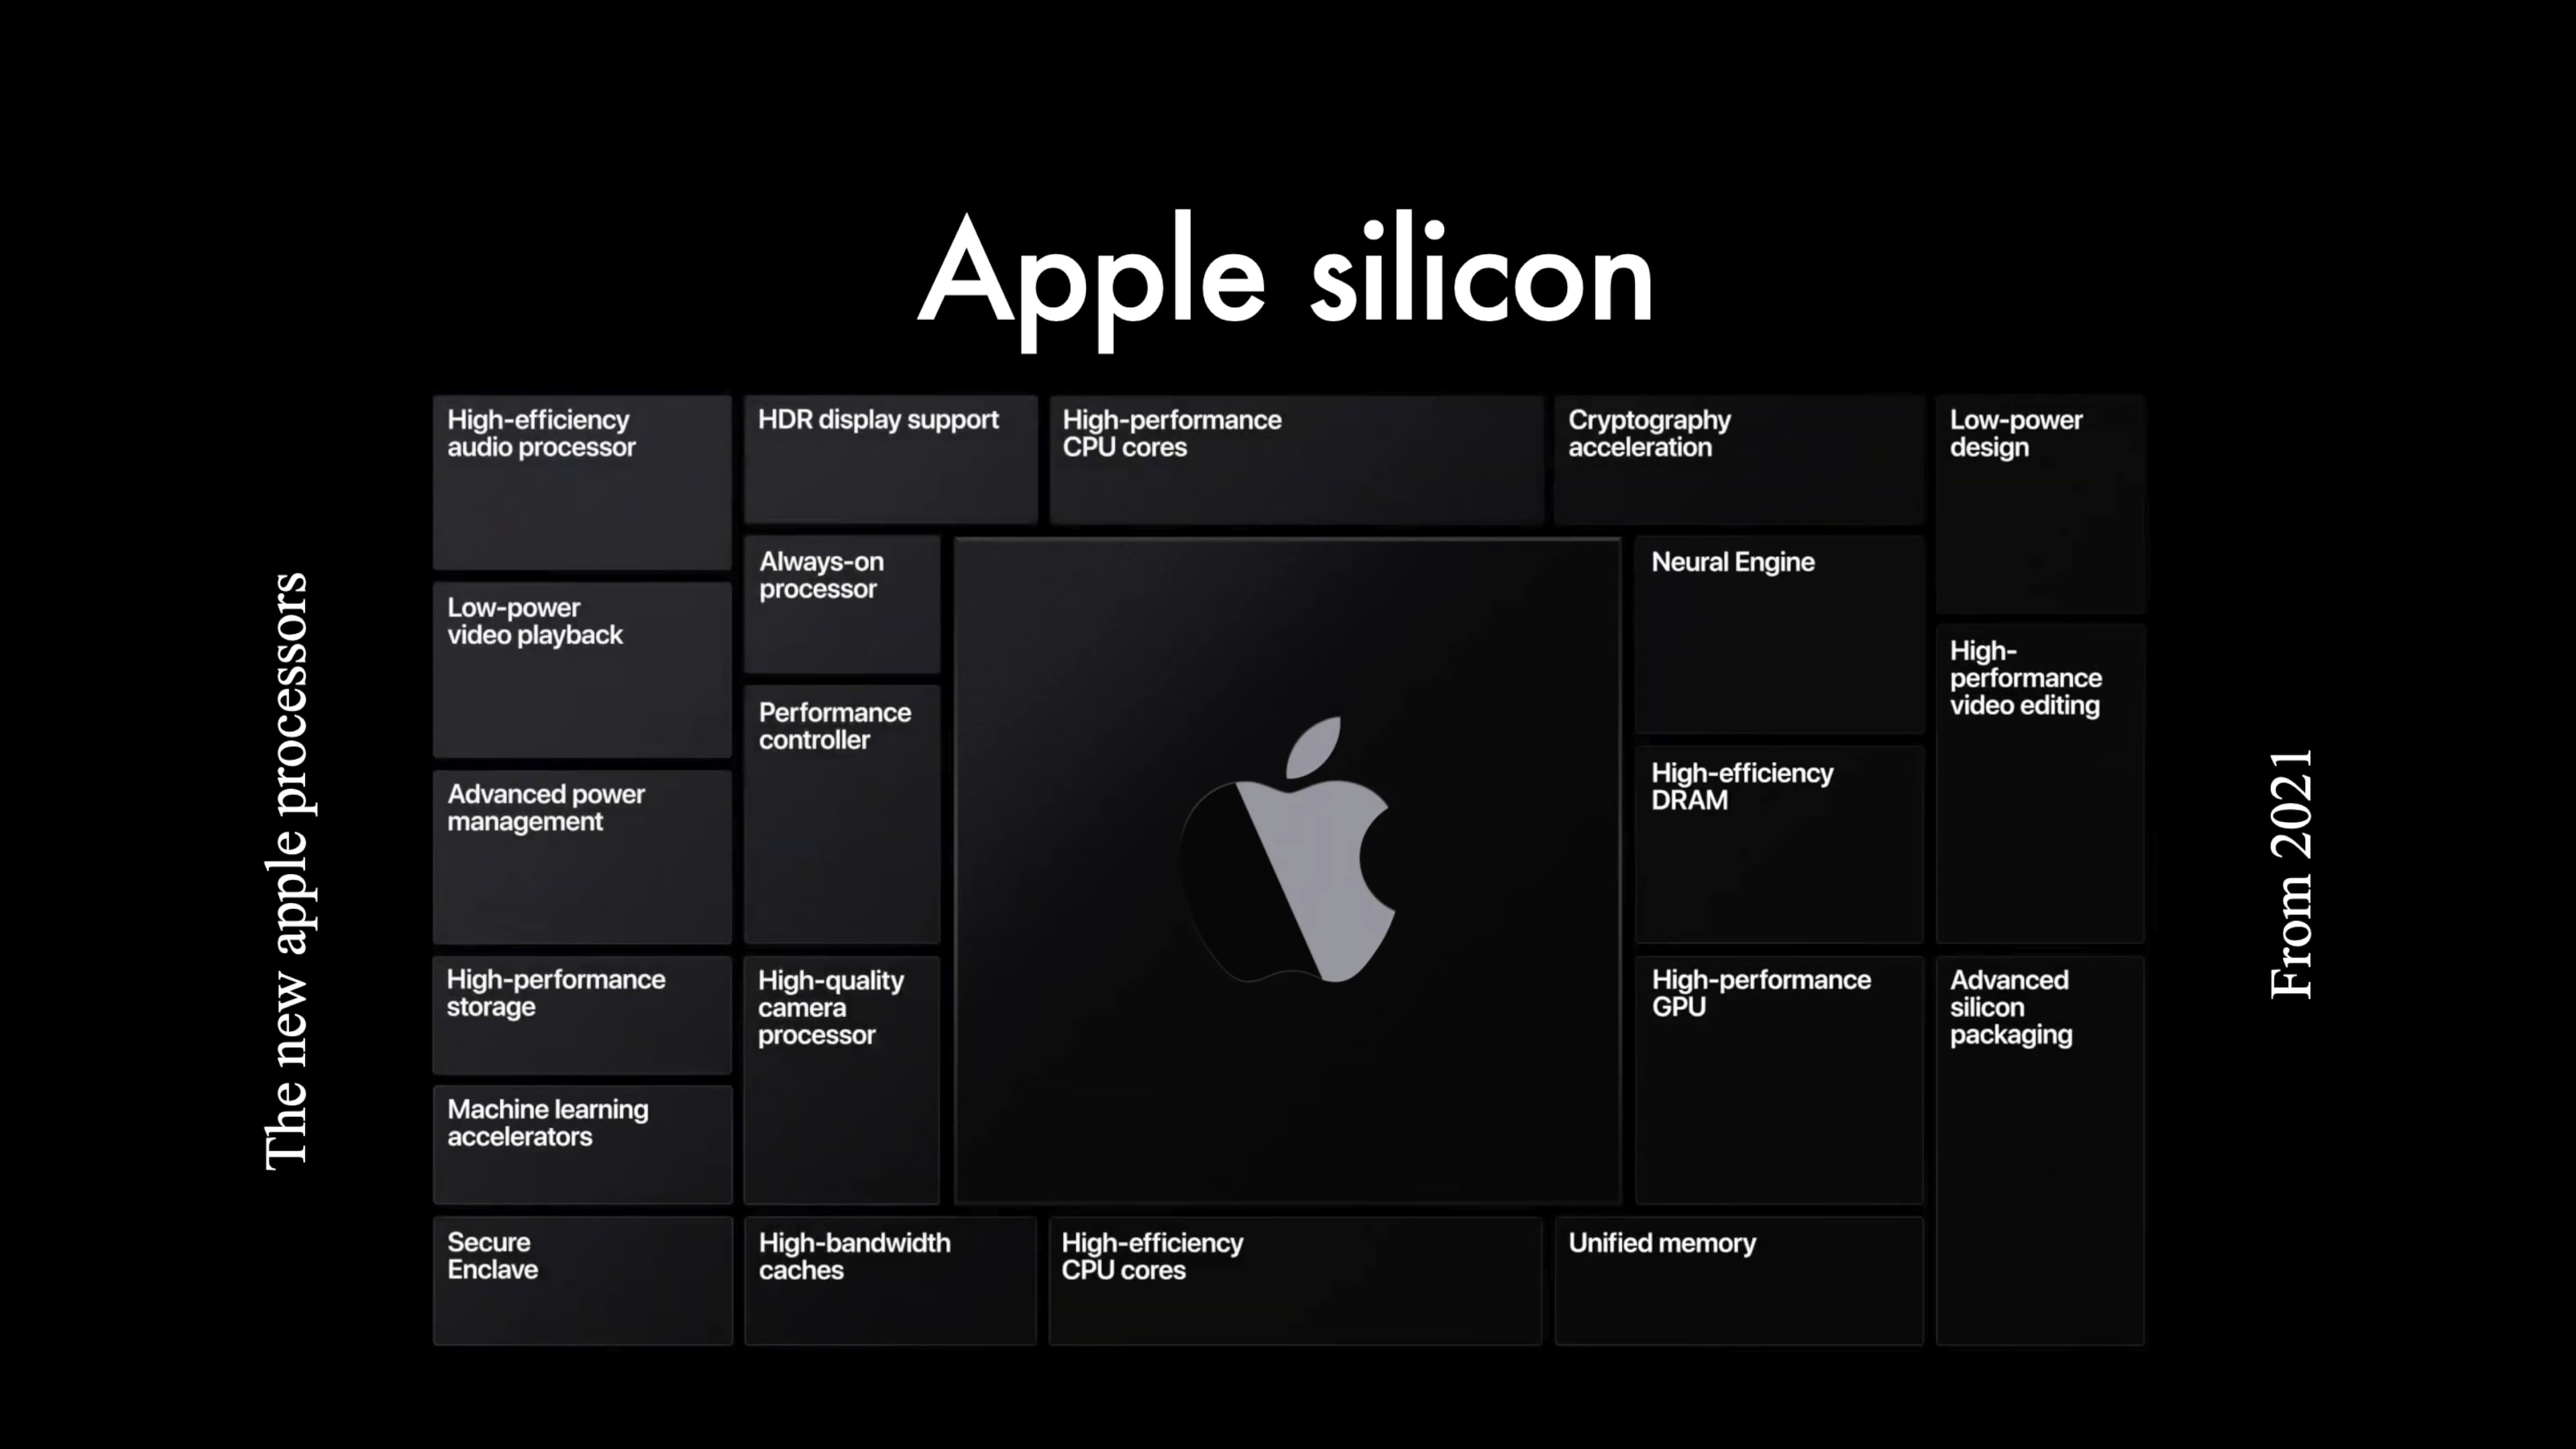 Apple silicon
The new apple processors
High-efficiency
audio processor
HDR display support
High-performance
CPU cores
Cryptography
acceleration
Low-power
design
Always-on
processor
Neural Engine
Low-power
video playback
High-
performance
video editing
Performance
controller
High-efficiency
DRAM
Advanced power
management
High-performance
storage
High-quality
camera
processor
High-performance
GPU
Advanced
silicon
packaging
Machine learning
accelerators
Secure
Enclave
High-bandwidth
caches
High-efficiency
CPU cores
Unified memory
From 2021